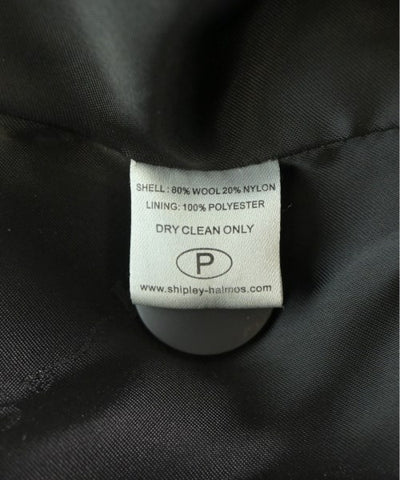 SHELL: 80% WOOL 20% NYLON
LINING: 100% POLYESTER
DRY CLEAN ONLY
P
www.shipley-halmos.com